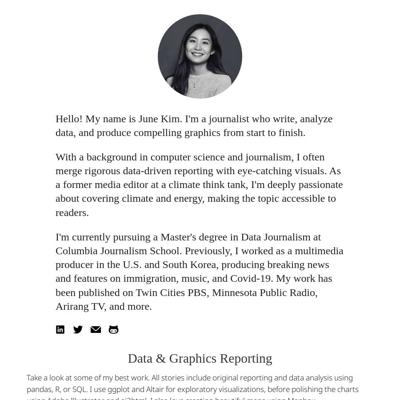 Hello! My name is June Kim. I'm a journalist who write, analyze
data, and produce compelling graphics from start to finish.
With a background in computer science and journalism, I often
merge rigorous data-driven reporting with eye-catching visuals. As
a former media editor at a climate think tank, I'm deeply passionate
about covering climate and energy, making the topic accessible to
readers.
I'm currently pursuing a Master's degree in Data Journalism at
Columbia Journalism School. Previously, I worked as a multimedia
producer in the U.S. and South Korea, producing breaking news
and features on immigration, music, and Covid-19. My work has
been published on Twin Cities PBS, Minnesota Public Radio,
Arirang TV, and more.
Data & Graphics Reporting
Take a look at some of my best work. All stories include original reporting and data analysis using
pandas, R, or SQL. I use ggplot and Altair for exploratory visualizations, before polishing the charts